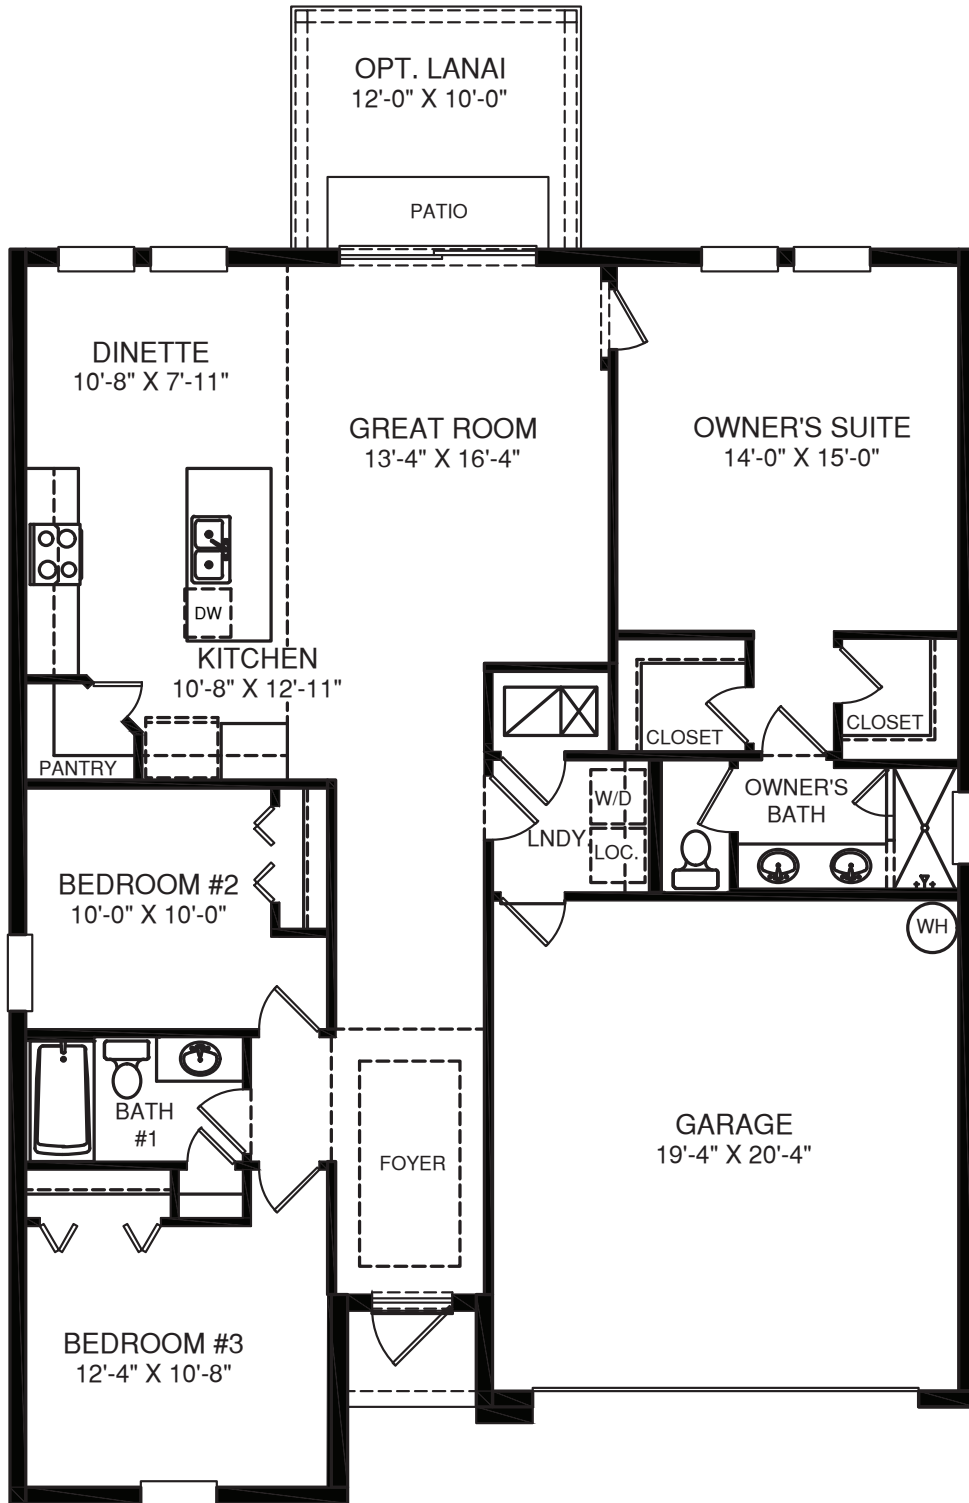 OPT. LANAI
12'-0" X 10'-0"
PATIO
DINETTE
10'-8" X 7'-11"
GREAT ROOM
13'-4" X 16'-4"
OWNER'S SUITE
14'-0" X 15'-0"
DW
KITCHEN
10'-8" X 12'-11"
PANTRY
CLOSET
CLOSET
W/D
LNDY.
LOC.
OWNER'S
BATH
BEDROOM #2
10'-0" X 10'-0"
WH
BATH
#1
FOYER
GARAGE
19'-4" X 20'-4"
BEDROOM #3
12'-4" X 10'-8"